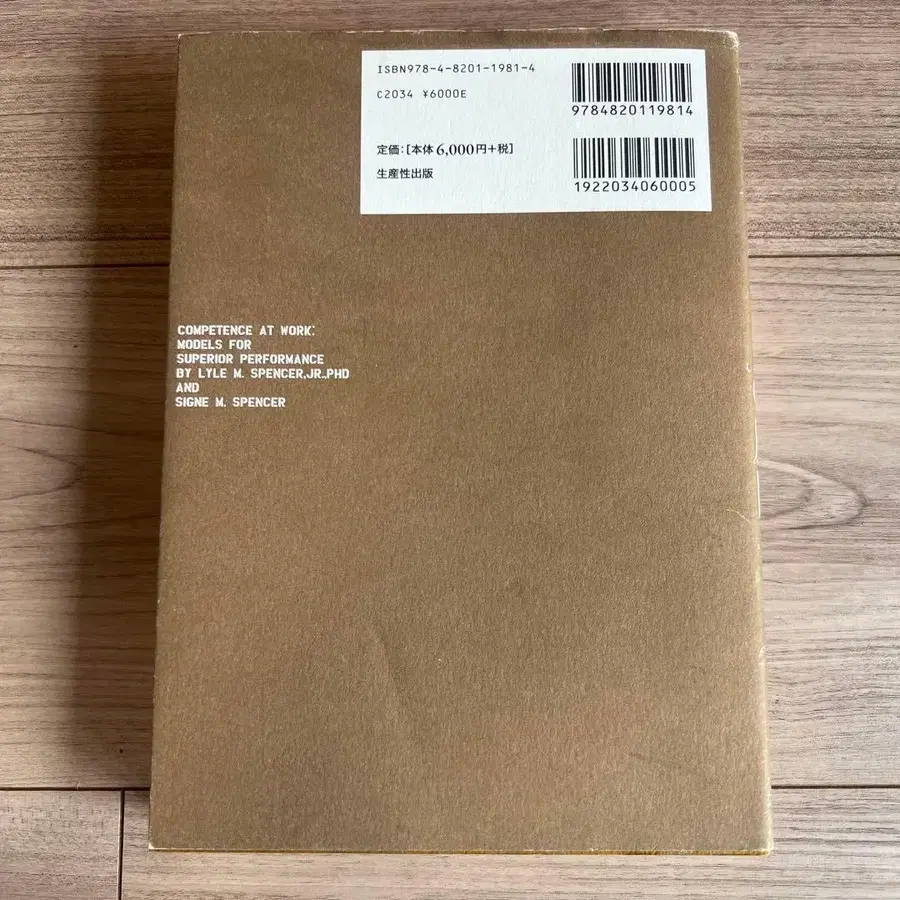 ISBN978-4-8201-1981-4
C2034 ¥6000E
9784820119814
定価:[本体6,000円+税]
生産性出版
1922034060005
COMPETENCE AT WORK:
MODELS FOR
SUPERIOR PERFORMANCE
BY LYLE M. SPENCER,JR.,PHD
AND
SIGNE M. SPENCER